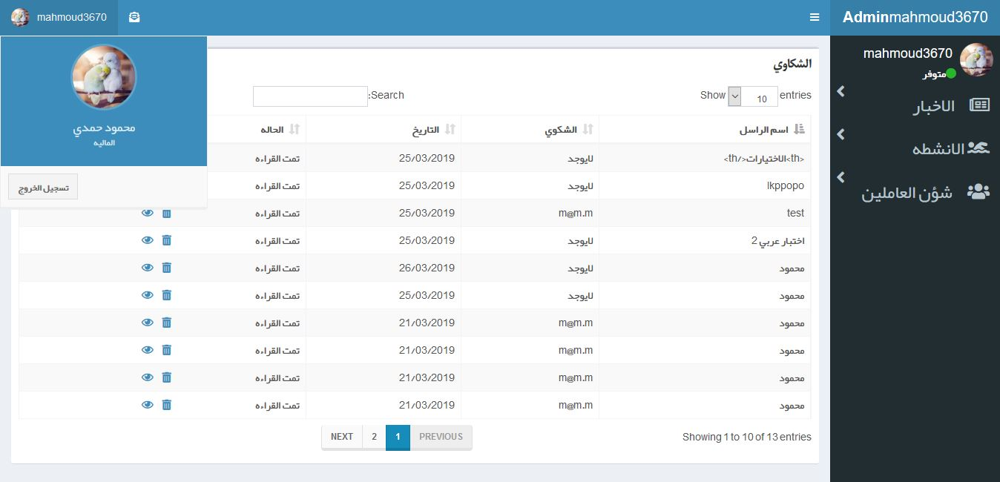 Adminmahmoud3670
mahmoud3670
mahmoud3670
متوفر
الاخبار
الانشطه
شؤن العاملين
محمود حمدي
الماليه
تسجيل الخروج
الشكاوي
Show 10 entries
Search:
اسم الراسل الشكوي التاريخ الحاله
<th>الاختيارات</th> لايوجد 25/03/2019 تمت القراءه
lkppopo لايوجد 25/03/2019 تمت القراءه
test m@m.m 25/03/2019 تمت القراءه
اختبار عربي 2 لايوجد 25/03/2019 تمت القراءه
محمود لايوجد 26/03/2019 تمت القراءه
محمود لايوجد 25/03/2019 تمت القراءه
محمود m@m.m 21/03/2019 تمت القراءه
محمود m@m.m 21/03/2019 تمت القراءه
محمود m@m.m 21/03/2019 تمت القراءه
محمود m@m.m 21/03/2019 تمت القراءه
Showing 1 to 10 of 13 entries
PREVIOUS 1 2 NEXT